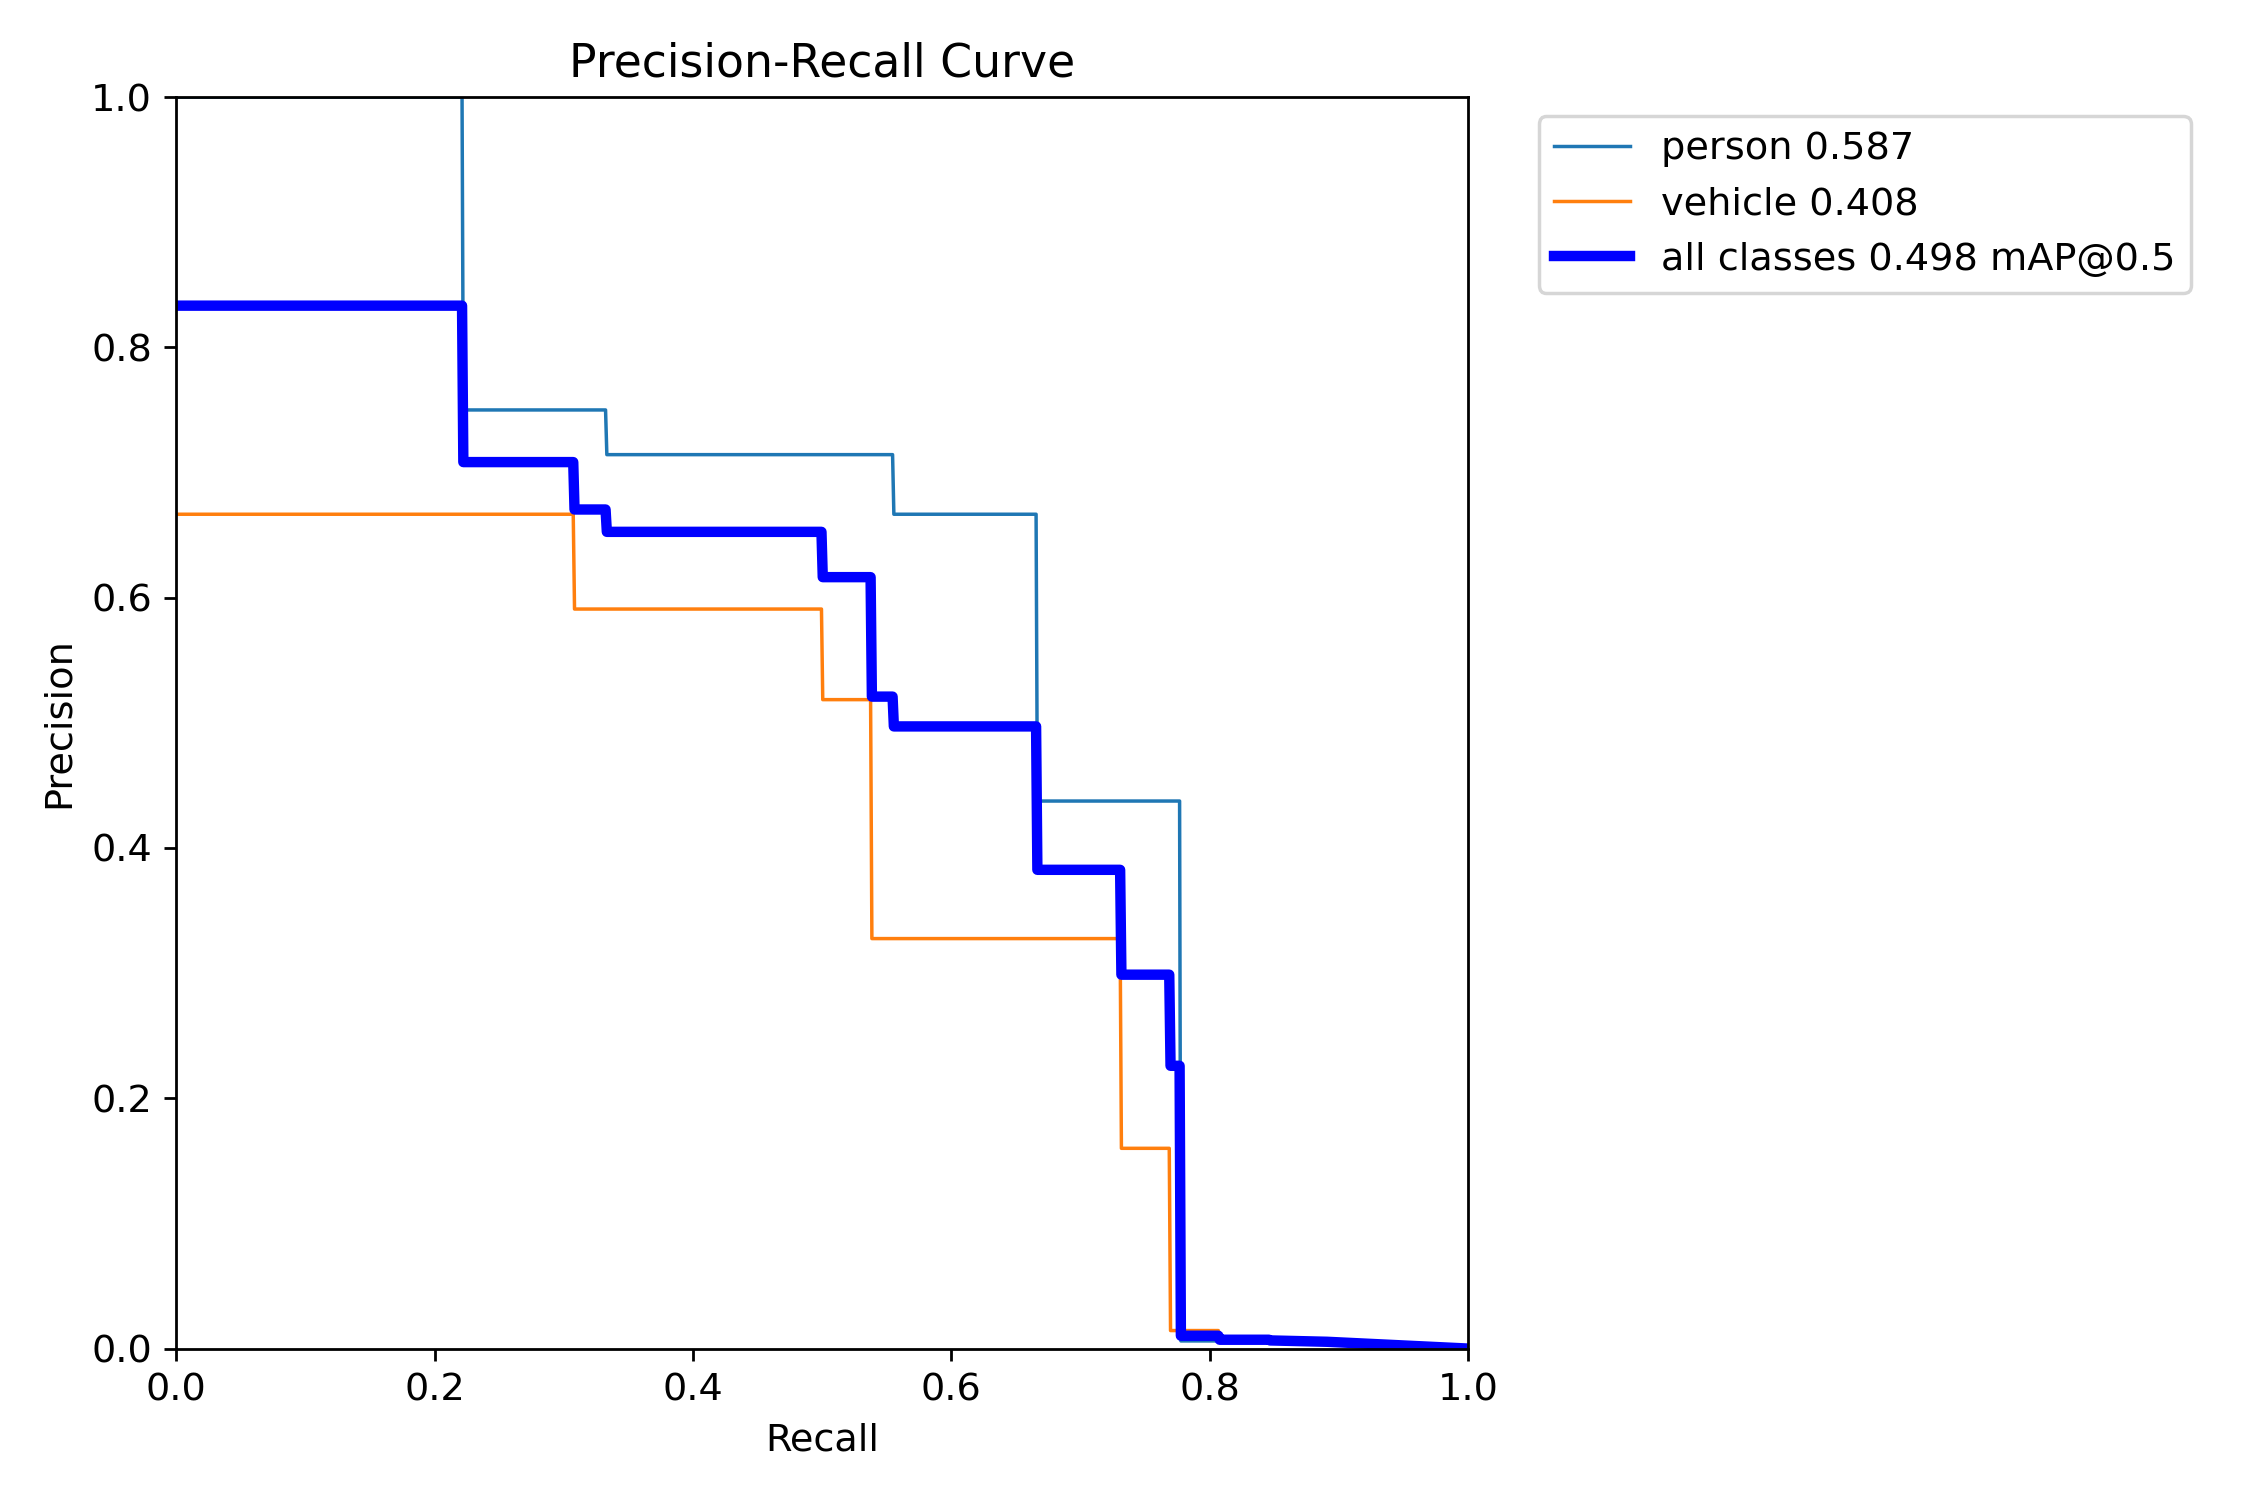 Precision-Recall Curve
1.0
0.8
0.6
0.4
0.2
0.0
Precision
0.0 0.2 0.4 0.6 0.8 1.0
Recall
person 0.587
vehicle 0.408
all classes 0.498 mAP@0.5